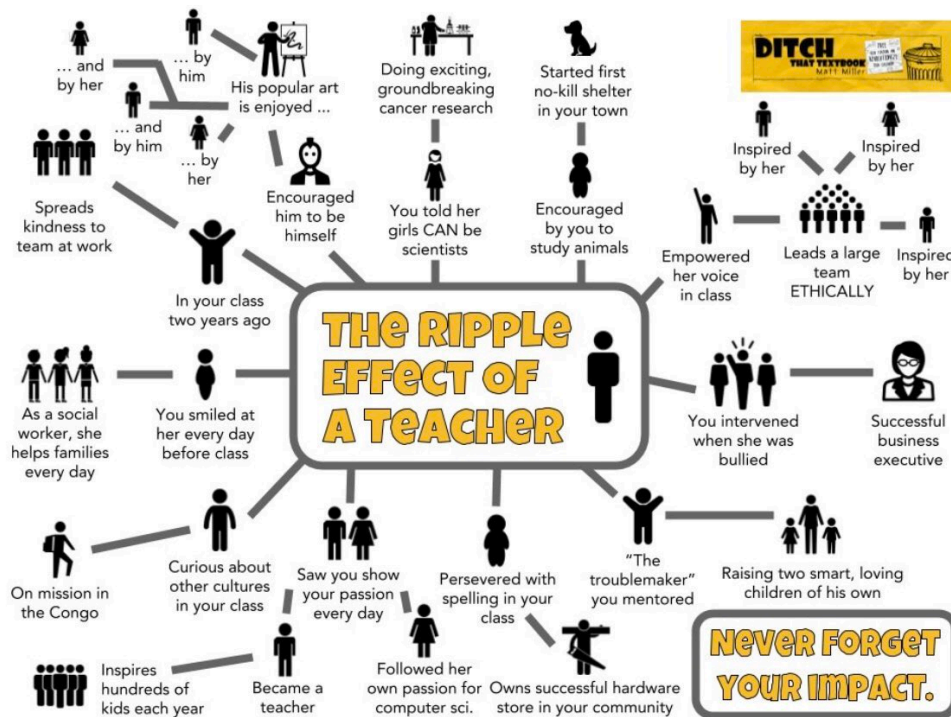 ... and
by her
... by
him
His popular art
is enjoyed ...
... and
by him
... by
her
Doing exciting,
groundbreaking
cancer research
Started first
no-kill shelter
in your town
DITCH
THAT TEXTBOOK
MATT MILLER
Spreads
kindness to
team at work
Encouraged
him to be
himself
You told her
girls CAN be
scientists
Encouraged
by you to
study animals
Inspired
by her
Inspired
by her
Empowered
her voice
in class
Leads a large
team
ETHICALLY
Inspired
by her
In your class
two years ago
THE RIPPLE
EFFECT OF
A TEACHER
As a social
worker, she
helps families
every day
You smiled at
her every day
before class
You intervened
when she was
bullied
Successful
business
executive
On mission in
the Congo
Curious about
other cultures
in your class
Saw you show
your passion
every day
Persevered with
spelling in your
class
"The
troublemaker"
you mentored
Raising two smart, loving
children of his own
Inspires
hundreds of
kids each year
Became a
teacher
Followed her
own passion for
computer sci.
Owns successful hardware
store in your community
NEVER FORGET
YOUR IMPACT.